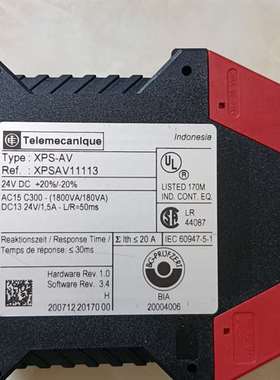 Telemecanique
Indonesia
Type : XPS-AV
Ref. : XPSAV11113
24V DC +20%/-20%
AC15 C300 - (1800VA/180VA)
DC13 24V/1,5A - L/R=50ms
UL
LISTED 170M
IND. CONT. EQ.
LR
44087
Reaktionszeit / Response Time /
Temps de réponse ≤ 30ms
Σ Ith ≤ 20 A
IEC 60947-5-1
BG-PRÜFZERT
Hardware Rev. 1.0
Software Rev. 3.4
H
BIA
200712 20170 00
20004006